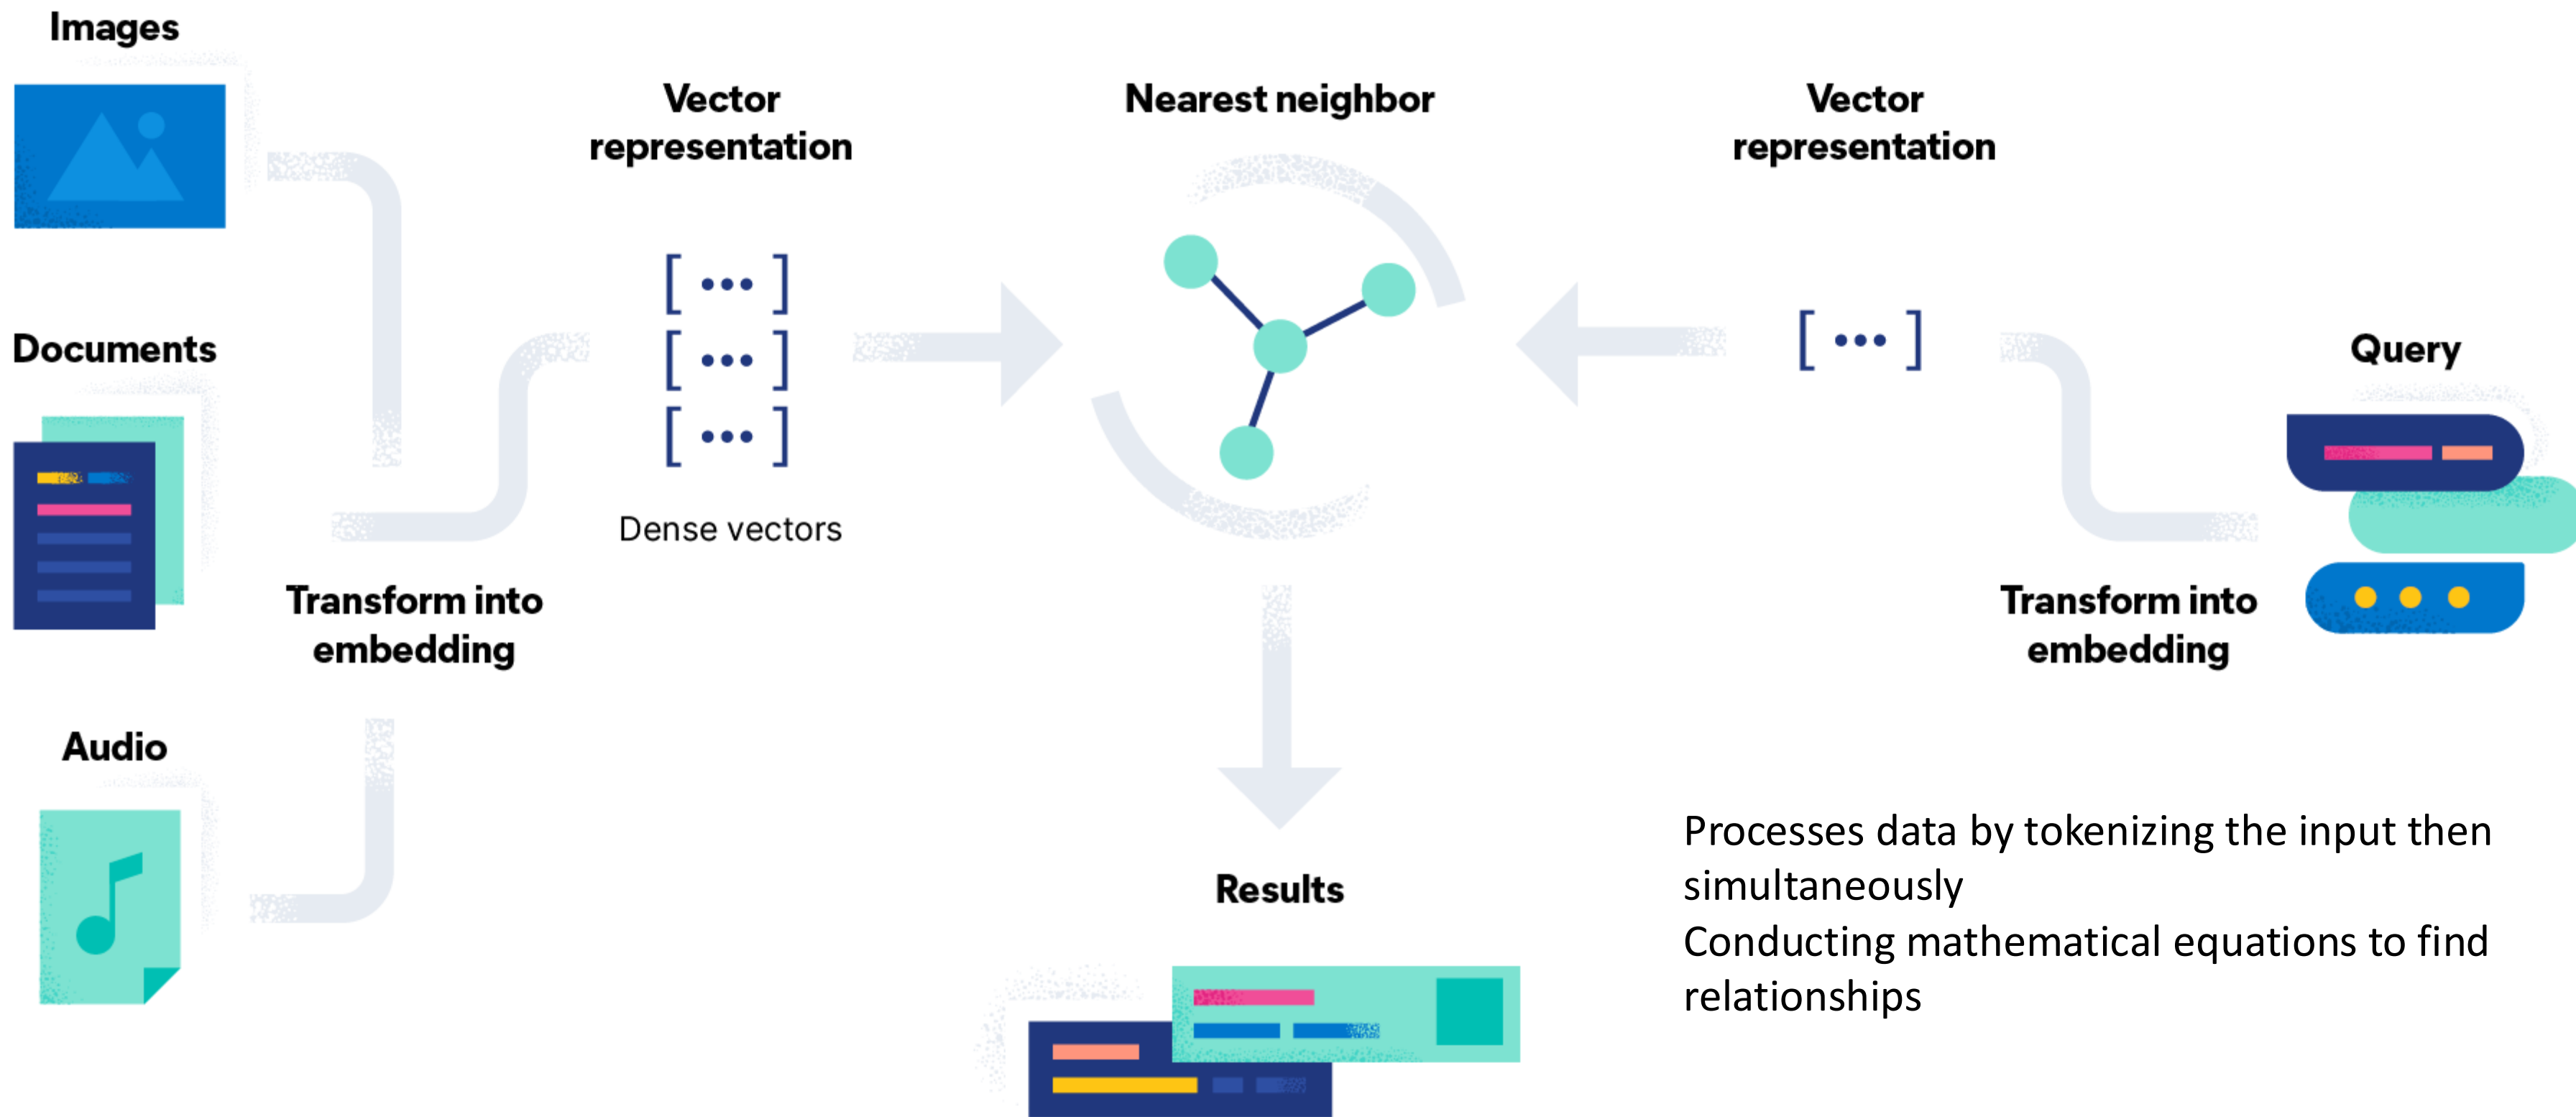 Images
Vector
representation
Nearest neighbor
Vector
representation
Documents
Query
[ ••• ]
[ ••• ]
[ ••• ]
[ ••• ]
Dense vectors
Transform into
embedding
Transform into
embedding
Audio
Results
Processes data by tokenizing the input then
simultaneously
Conducting mathematical equations to find
relationships